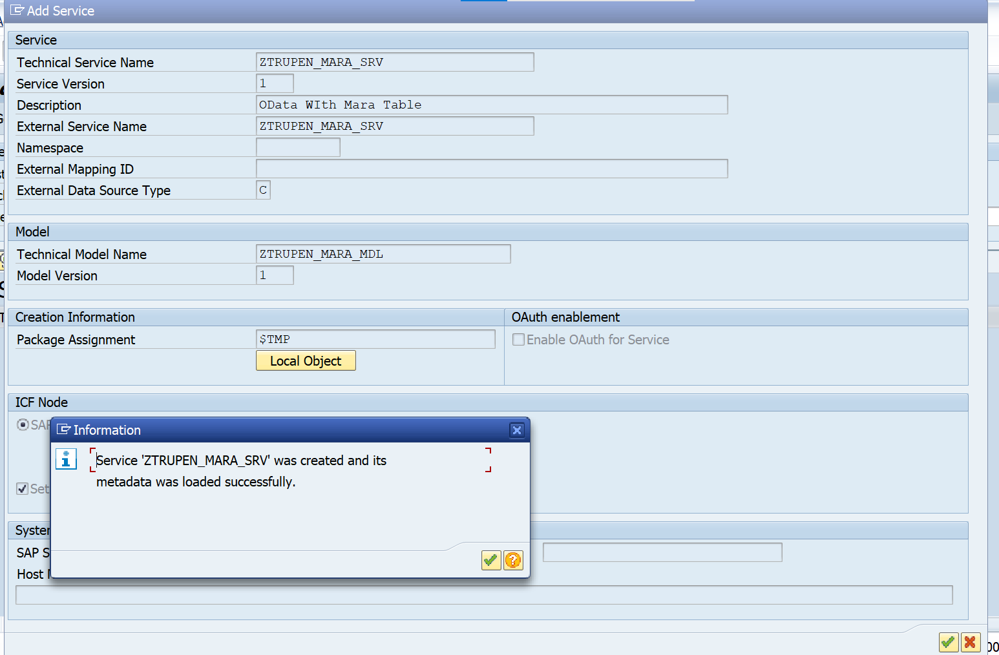 Add Service
Service
Technical Service Name ZTRUPEN_MARA_SRV
Service Version 1
Description OData WIth Mara Table
External Service Name ZTRUPEN_MARA_SRV
Namespace
External Mapping ID
External Data Source Type C
Model
Technical Model Name ZTRUPEN_MARA_MDL
Model Version 1
Creation Information
OAuth enablement
Package Assignment $TMP
Enable OAuth for Service
Local Object
ICF Node
Information
Service 'ZTRUPEN_MARA_SRV' was created and its
metadata was loaded successfully.
Set
SAP S
Host